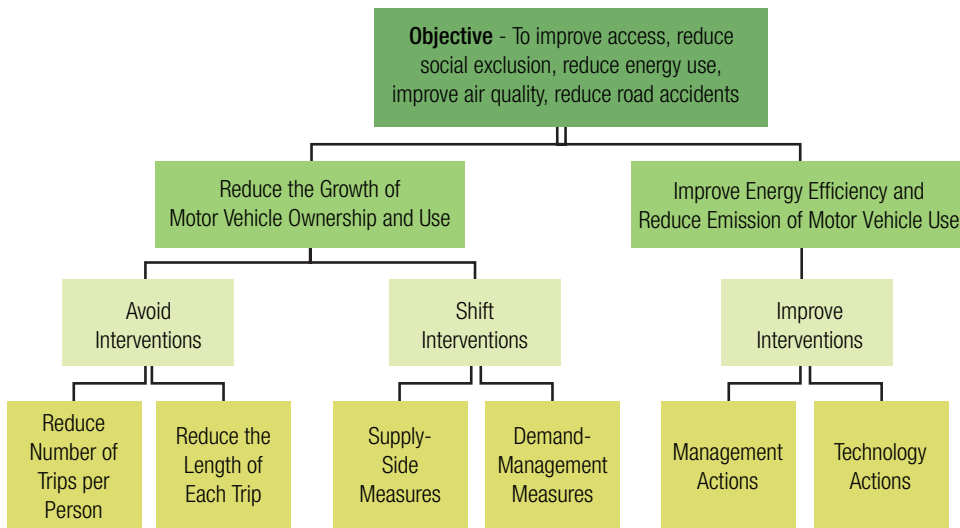 Objective - To improve access, reduce
social exclusion, reduce energy use,
improve air quality, reduce road accidents
Reduce the Growth of
Motor Vehicle Ownership and Use
Improve Energy Efficiency and
Reduce Emission of Motor Vehicle Use
Avoid
Interventions
Shift
Interventions
Improve
Interventions
Reduce
Number of
Trips per
Person
Reduce the
Length of
Each Trip
Supply-
Side
Measures
Demand-
Management
Measures
Management
Actions
Technology
Actions